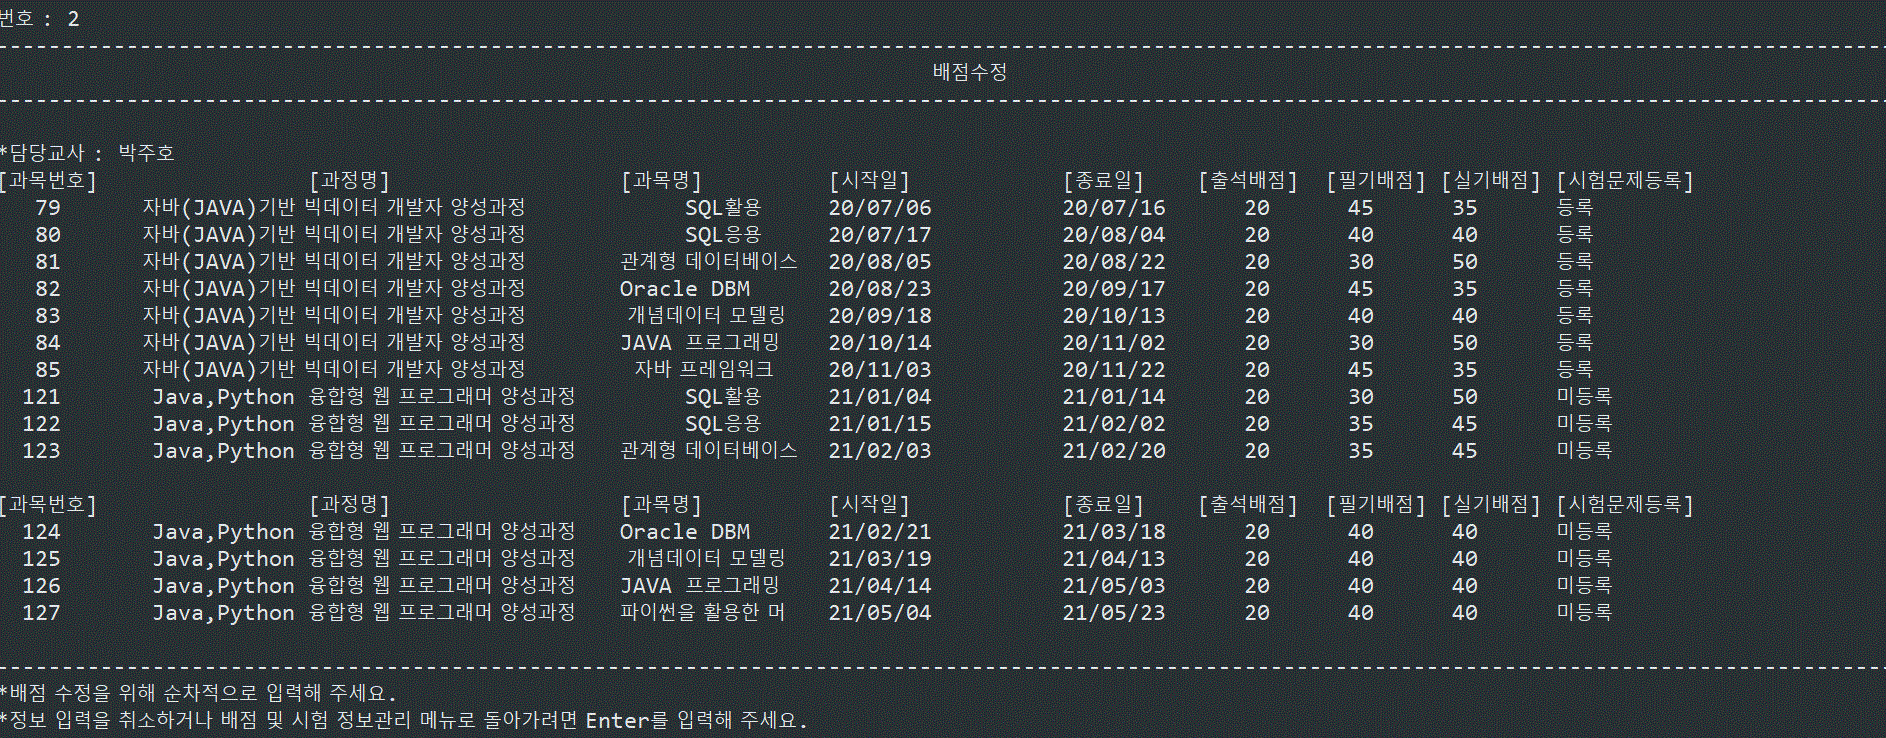 번호 : 2
--------------------------------------------------------------------------------
배점수정
--------------------------------------------------------------------------------
*담당교사 : 박주호
[과목번호] [과정명] [과목명] [시작일] [종료일] [출석배점] [필기배점] [실기배점] [시험문제등록]
79 자바(JAVA)기반 빅데이터 개발자 양성과정 SQL활용 20/07/06 20/07/16 20 45 35 등록
80 자바(JAVA)기반 빅데이터 개발자 양성과정 SQL응용 20/07/17 20/08/04 20 40 40 등록
81 자바(JAVA)기반 빅데이터 개발자 양성과정 관계형 데이터베이스 20/08/05 20/08/22 20 30 50 등록
82 자바(JAVA)기반 빅데이터 개발자 양성과정 Oracle DBM 20/08/23 20/09/17 20 45 35 등록
83 자바(JAVA)기반 빅데이터 개발자 양성과정 개념데이터 모델링 20/09/18 20/10/13 20 40 40 등록
84 자바(JAVA)기반 빅데이터 개발자 양성과정 JAVA 프로그래밍 20/10/14 20/11/02 20 30 50 등록
85 자바(JAVA)기반 빅데이터 개발자 양성과정 자바 프레임워크 20/11/03 20/11/22 20 45 35 등록
121 Java,Python 융합형 웹 프로그래머 양성과정 SQL활용 21/01/04 21/01/14 20 30 50 미등록
122 Java,Python 융합형 웹 프로그래머 양성과정 SQL응용 21/01/15 21/02/02 20 35 45 미등록
123 Java,Python 융합형 웹 프로그래머 양성과정 관계형 데이터베이스 21/02/03 21/02/20 20 35 45 미등록
[과목번호] [과정명] [과목명] [시작일] [종료일] [출석배점] [필기배점] [실기배점] [시험문제등록]
124 Java,Python 융합형 웹 프로그래머 양성과정 Oracle DBM 21/02/21 21/03/18 20 40 40 미등록
125 Java,Python 융합형 웹 프로그래머 양성과정 개념데이터 모델링 21/03/19 21/04/13 20 40 40 미등록
126 Java,Python 융합형 웹 프로그래머 양성과정 JAVA 프로그래밍 21/04/14 21/05/03 20 40 40 미등록
127 Java,Python 융합형 웹 프로그래머 양성과정 파이썬을 활용한 머 21/05/04 21/05/23 20 40 40 미등록
--------------------------------------------------------------------------------
*배점 수정을 위해 순차적으로 입력해 주세요.
*정보 입력을 취소하거나 배점 및 시험 정보관리 메뉴로 돌아가려면 Enter를 입력해 주세요.